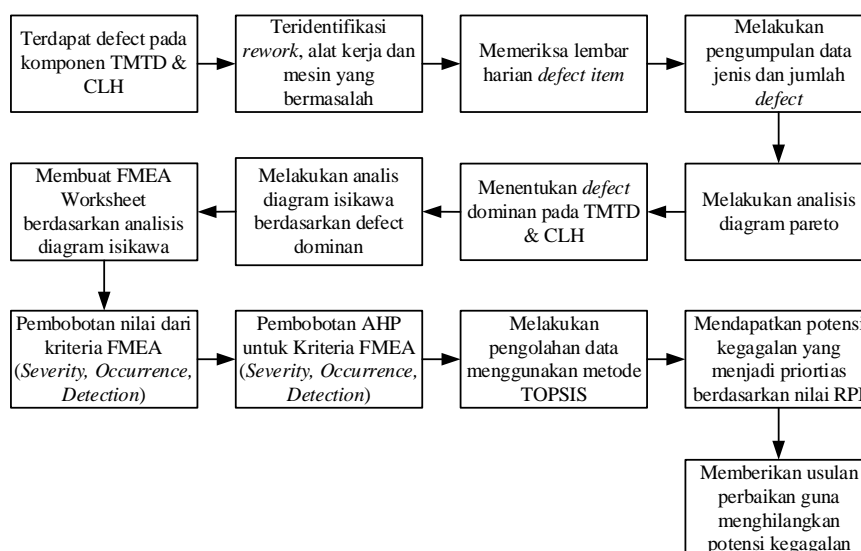 Terdapat defect pada
komponen TMTD &
CLH
Teridentifikasi
rework, alat kerja dan
mesin yang
bermasalah
Memeriksa lembar
harian defect item
Melakukan
pengumpulan data
jenis dan jumlah
defect
Melakukan analisis
diagram pareto
Menentukan defect
dominan pada TMTD
& CLH
Melakukan analis
diagram isikawa
berdasarkan defect
dominan
Membuat FMEA
Worksheet
berdasarkan analisis
diagram isikawa
Pembobotan nilai dari
kriteria FMEA
(Severity, Occurrence,
Detection)
Pembobotan AHP
untuk Kriteria FMEA
(Severity, Occurrence,
Detection)
Melakukan
pengolahan data
menggunakan metode
TOPSIS
Mendapatkan potensi
kegagalan yang
menjadi priortias
berdasarkan nilai
Memberikan usulan
perbaikan guna
menghilangkan
potensi kegagalan